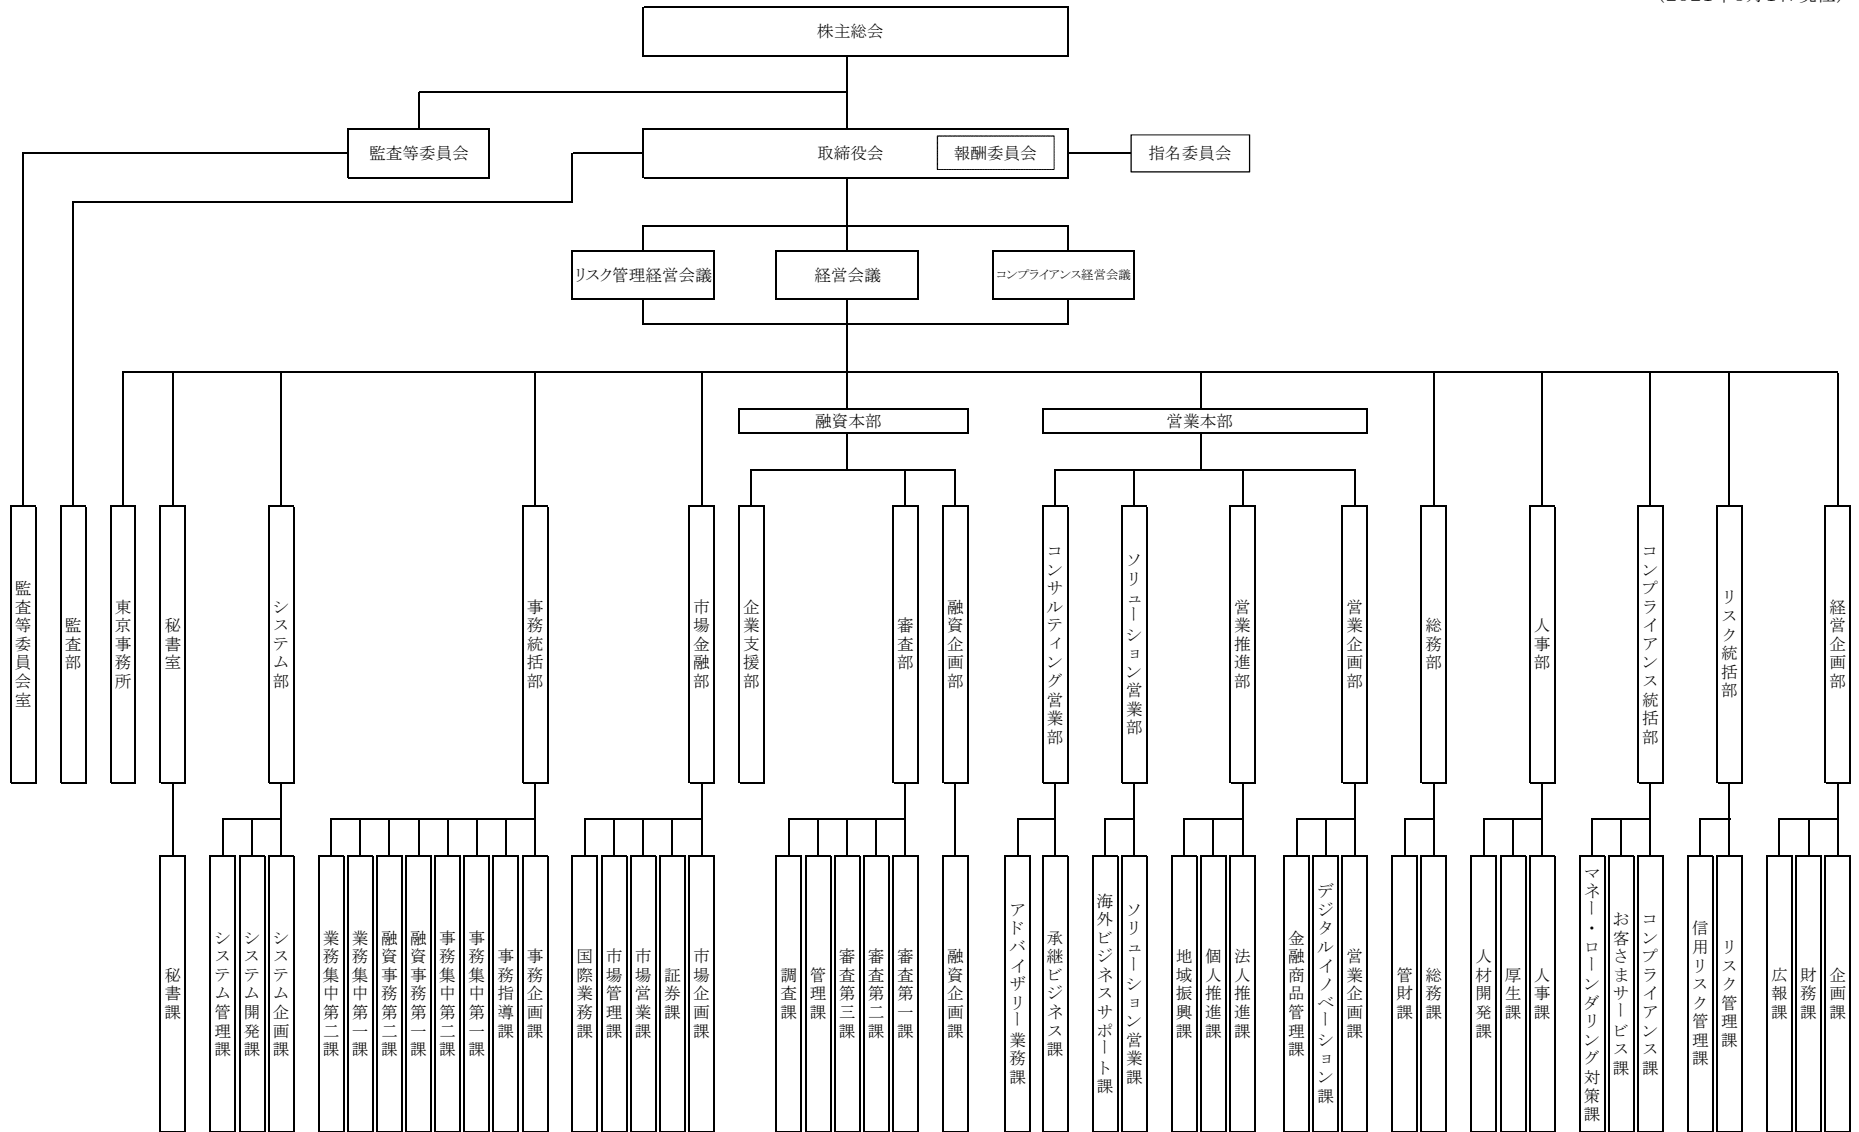 株主総会
監査等委員会
取締役会
報酬委員会
指名委員会
リスク管理経営会議
経営会議
コンプライアンス経営会議
融資本部
営業本部
監査等委員会室
監査部
東京事務所
秘書室
システム部
事務統括部
市場金融部
企業支援部
審査部
融資企画部
コンサルティング営業部
ソリューション営業部
営業推進部
営業企画部
総務部
人事部
コンプライアンス統括部
リスク統括部
経営企画部
秘書課
システム管理課
システム開発課
システム企画課
業務集中第二課
業務集中第一課
融資事務第二課
融資事務第一課
事務集中第二課
事務集中第一課
事務指導課
事務企画課
国際業務課
市場管理課
市場営業課
証券課
市場企画課
調査課
管理課
審査第三課
審査第二課
審査第一課
融資企画課
アドバイザリー業務課
承継ビジネス課
海外ビジネスサポート課
ソリューション営業課
地域振興課
個人推進課
法人推進課
金融商品管理課
デジタルイノベーション課
営業企画課
管財課
総務課
人材開発課
厚生課
人事課
マネー・ローンダリング対策課
お客さまサービス課
コンプライアンス課
信用リスク管理課
リスク管理課
広報課
財務課
企画課